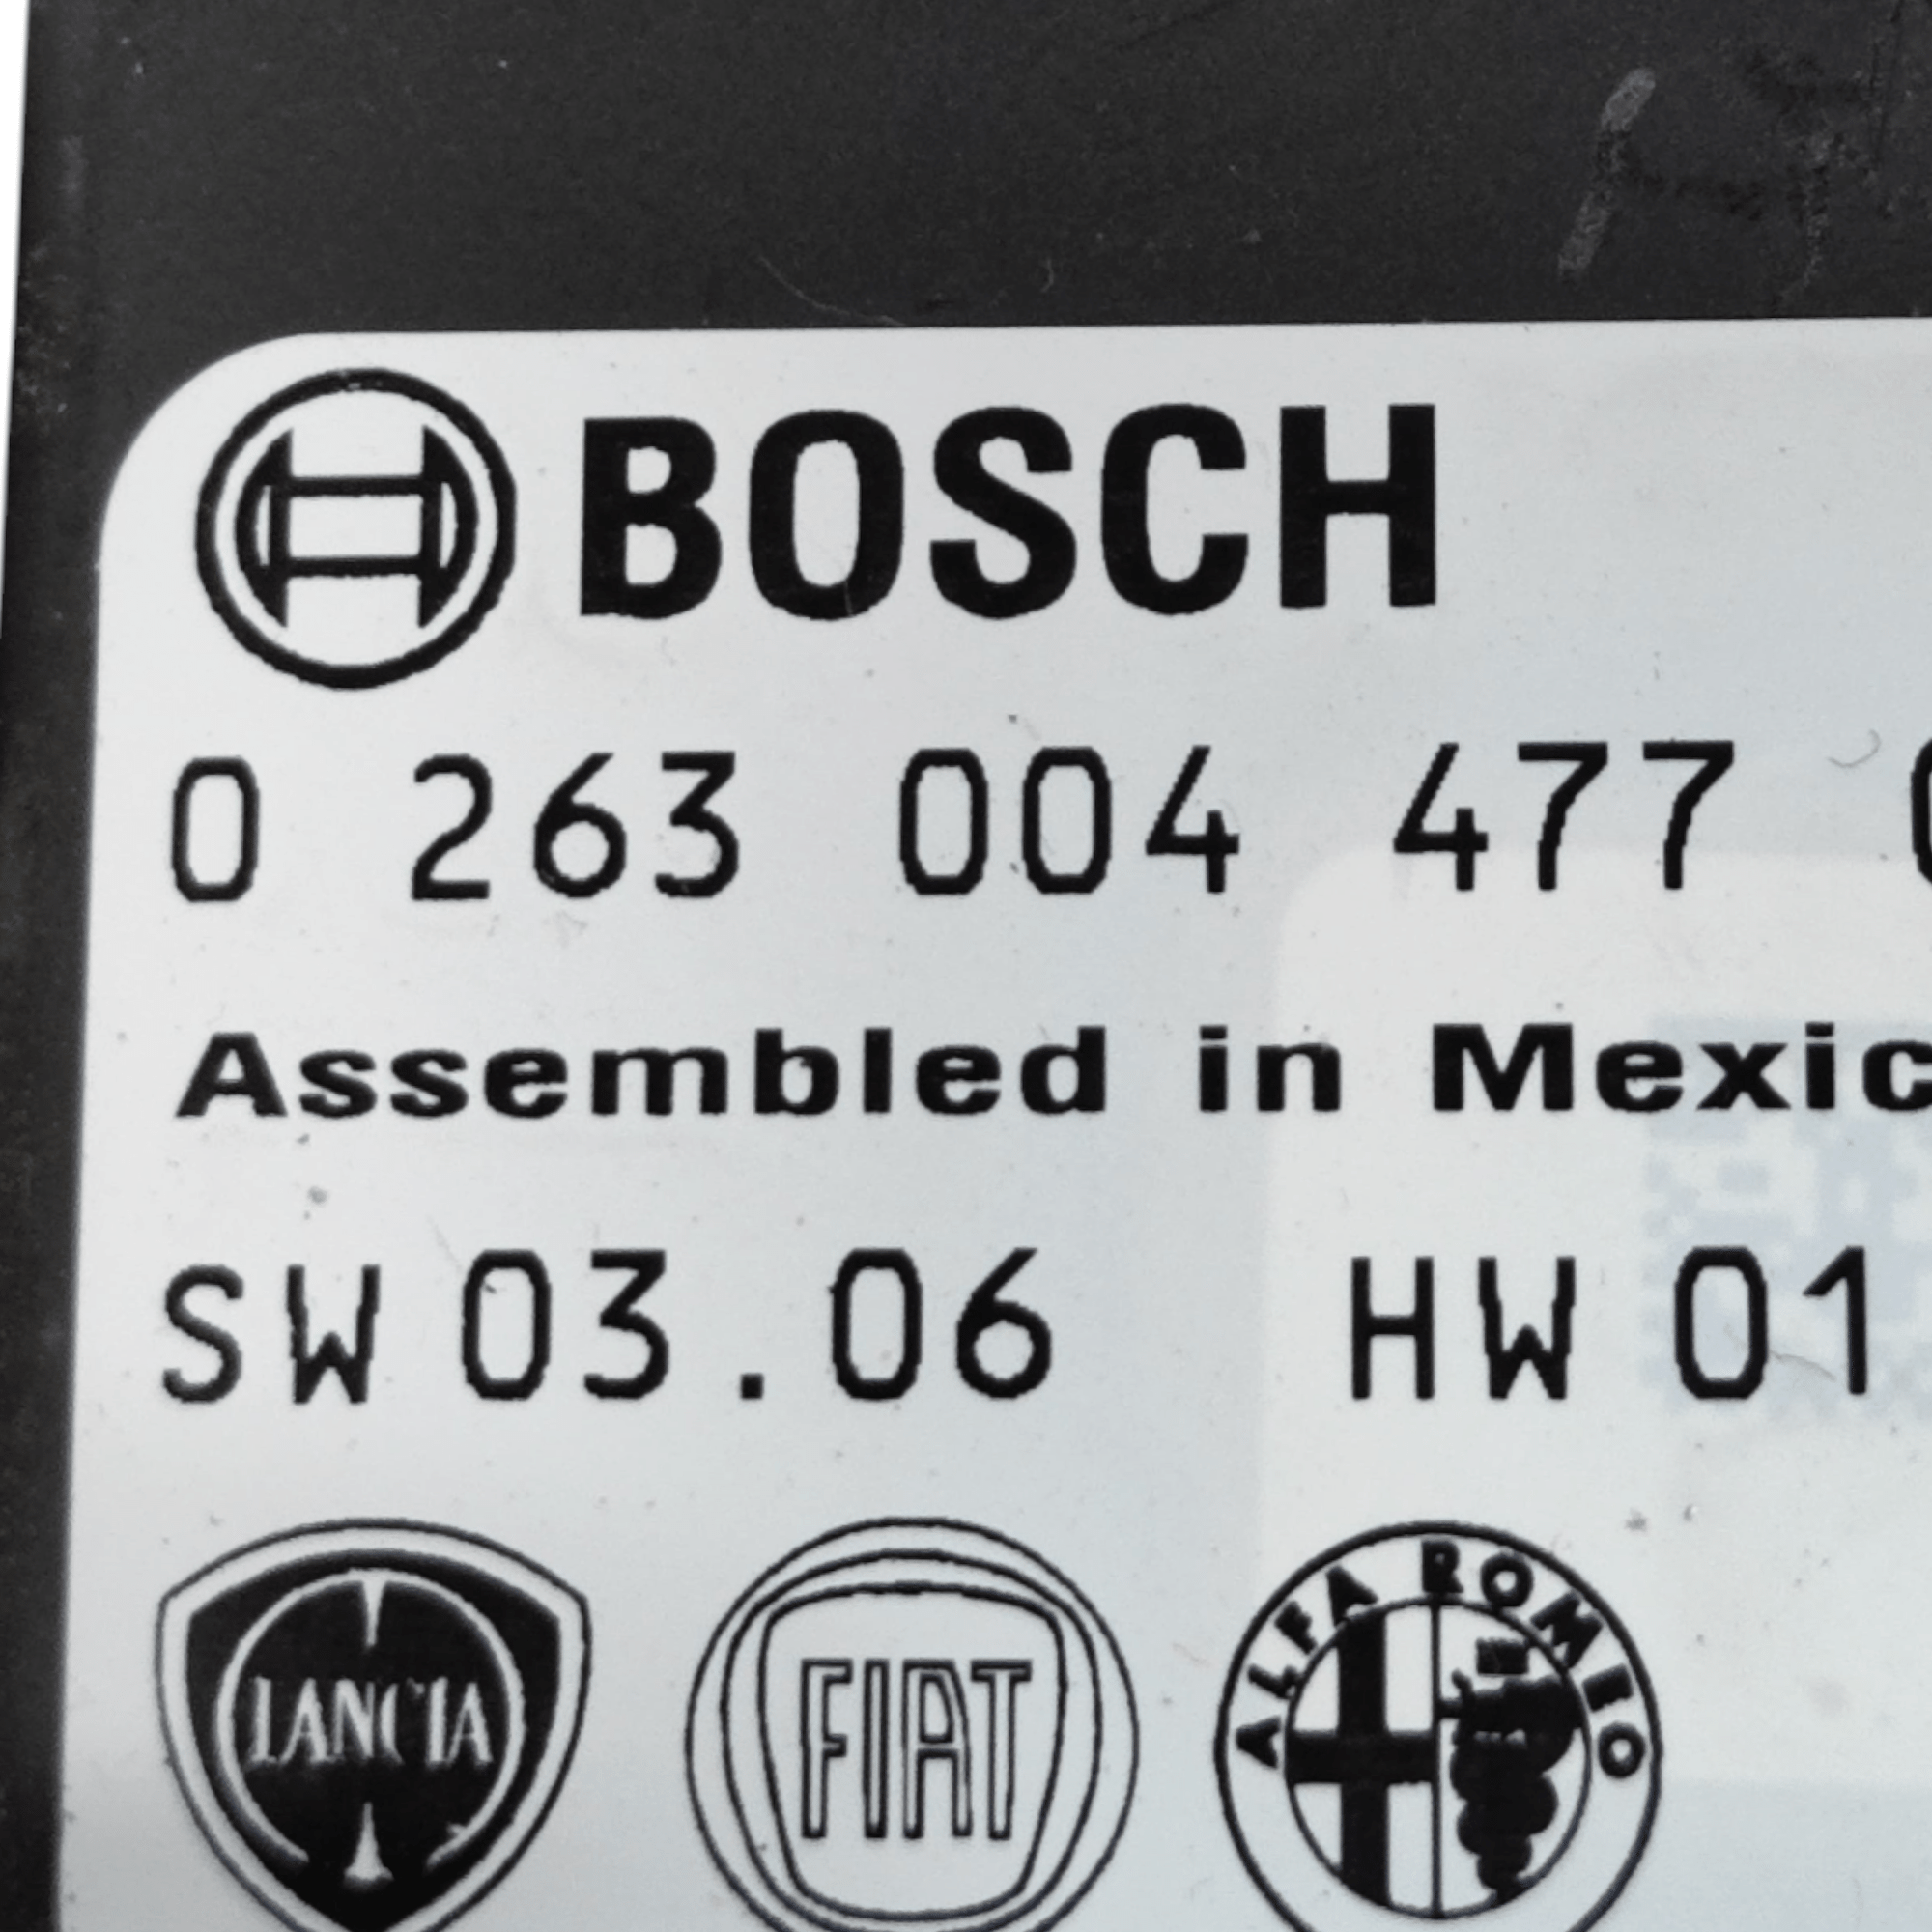 BOSCH
0 263 004 477
Assembled in Mexic
SW 03.06 HW 01
LANCIA FIAT ALFA ROMEO